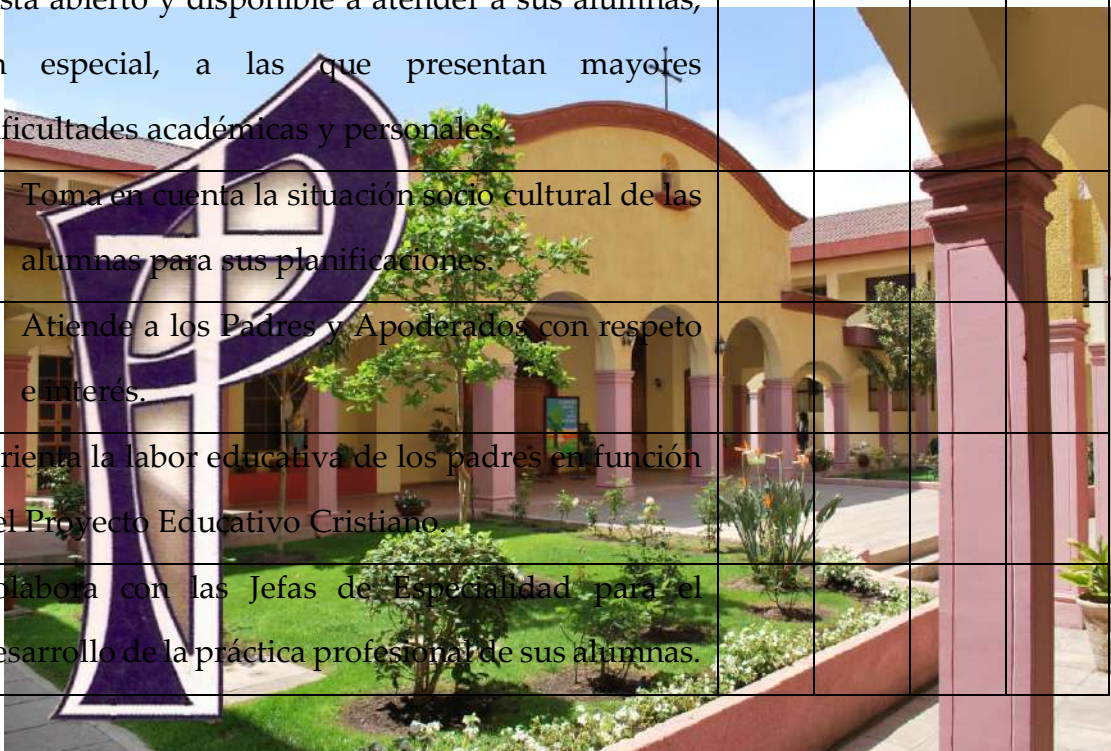 sta abierto y disponible a atender a sus alumnas,
especial, a las que presentan mayores
ficultades académicas y personales.
Toma en cuenta la situación socio cultural de las
alumnas para sus planificaciones.
Atiende a los Padres y Apoderados con respeto
e interés.
rienta la labor educativa de los padres en función
el Proyecto Educativo Cristiano.
olabora con las Jefas de Especialidad para el
esarrollo de la práctica profesional de sus alumnas.